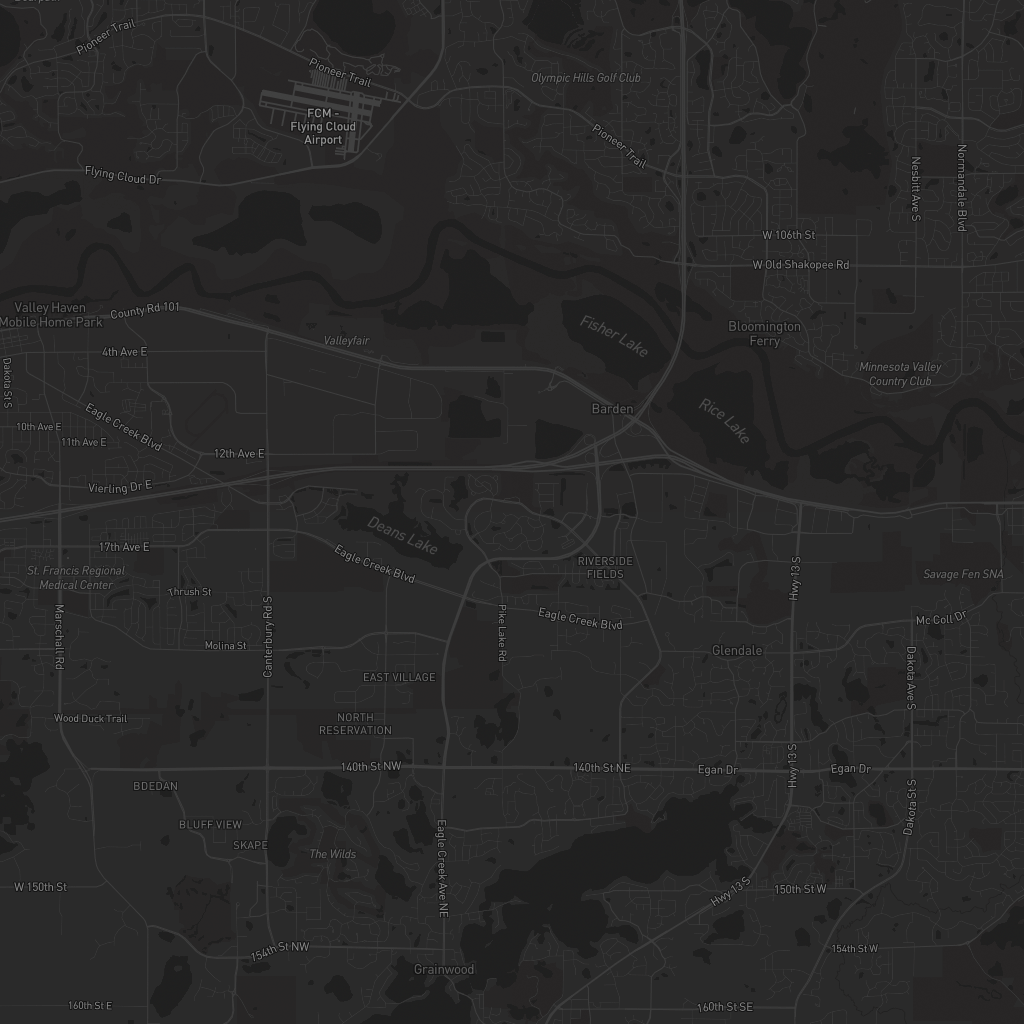 Pioneer Trail
Pioneer Trail
Olympic Hills Golf Club
FCM -
Flying Cloud
Airport
Pioneer Trail
Flying Cloud Dr
Nesbitt Ave S
Normandale Blvd
W 106th St
W Old Shakopee Rd
Valley Haven
Mobile Home Park
County Rd 101
Valleyfair
Fisher Lake
Bloomington
Ferry
4th Ave E
Dakota St S
Minnesota Valley
Country Club
Barden
Rice Lake
Eagle Creek Blvd
10th Ave E
11th Ave E
12th Ave E
Vierling Dr E
Deans Lake
17th Ave E
Eagle Creek Blvd
RIVERSIDE
FIELDS
St. Francis Regional
Medical Center
Hwy 13 S
Savage Fen SNA
Thrush St
Marschall Rd
Canterbury Rd S
Pike Lake Rd
Eagle Creek Blvd
Mc Coll Dr
Molina St
Glendale
EAST VILLAGE
Dakota Ave S
Wood Duck Trail
NORTH
RESERVATION
140th St NW
140th St NE
Egan Dr
Hwy 13 S
Egan Dr
BDEDAN
Dakota St S
BLUFF VIEW
SKAPE
The Wilds
Eagle Creek Ave NE
W 150th St
Hwy 13 S
150th St W
154th St NW
154th St W
Grainwood
160th St E
160th St SE